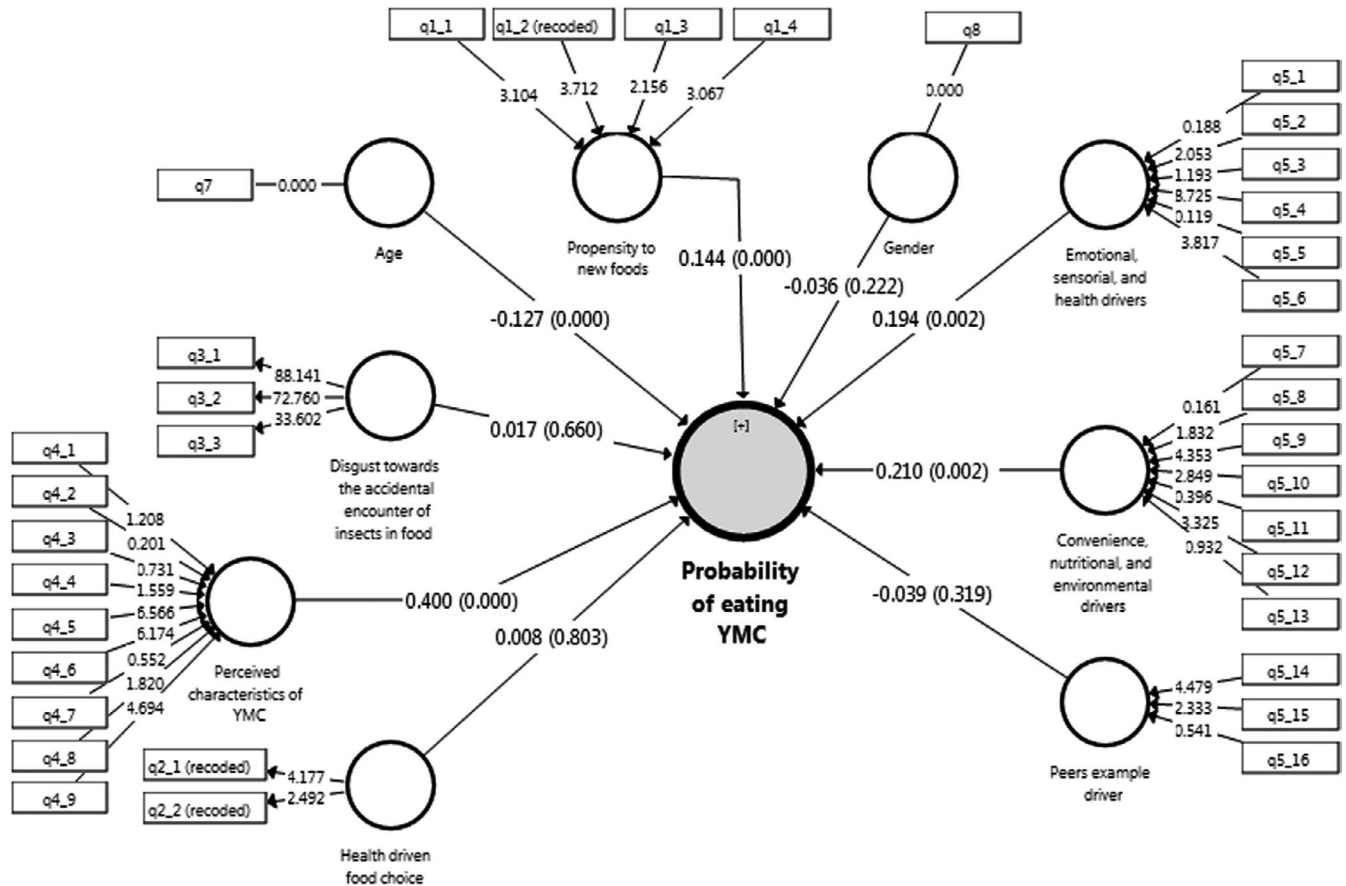 q1_1
q1_2 (recoded)
q1_3
q1_4
q8
3.104
3.712
2.156
3.067
0.000
q7
0.000
Age
Propensity to
new foods
Gender
q5_1
q5_2
q5_3
q5_4
q5_5
q5_6
0.188
2.053
1.193
8.725
0.119
3.817
Emotional,
sensorial, and
health drivers
0.144 (0.000)
-0.036 (0.222)
-0.127 (0.000)
0.194 (0.002)
q3_1
q3_2
q3_3
88.141
72.760
33.602
Disgust towards
the accidental
encounter of
insects in food
0.017 (0.660)
[+]
Probability
of eating
YMC
0.210 (0.002)
q5_7
q5_8
q5_9
q5_10
q5_11
q5_12
q5_13
0.161
1.832
4.353
2.849
0.396
3.325
0.932
Convenience,
nutritional, and
environmental
drivers
q4_1
q4_2
q4_3
q4_4
q4_5
q4_6
q4_7
q4_8
q4_9
1.208
0.201
0.731
1.559
6.566
6.174
0.552
1.820
4.694
Perceived
characteristics of
YMC
0.400 (0.000)
0.008 (0.803)
-0.039 (0.319)
q5_14
q5_15
q5_16
4.479
2.333
0.541
Peers example
driver
q2_1 (recoded)
q2_2 (recoded)
4.177
2.492
Health driven
food choice